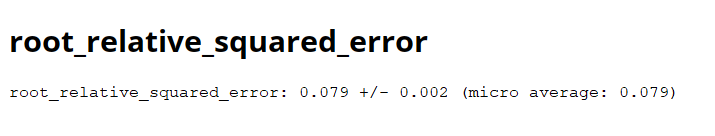 root_relative_squared_error
root_relative_squared_error: 0.079 +/- 0.002 (micro average: 0.079)